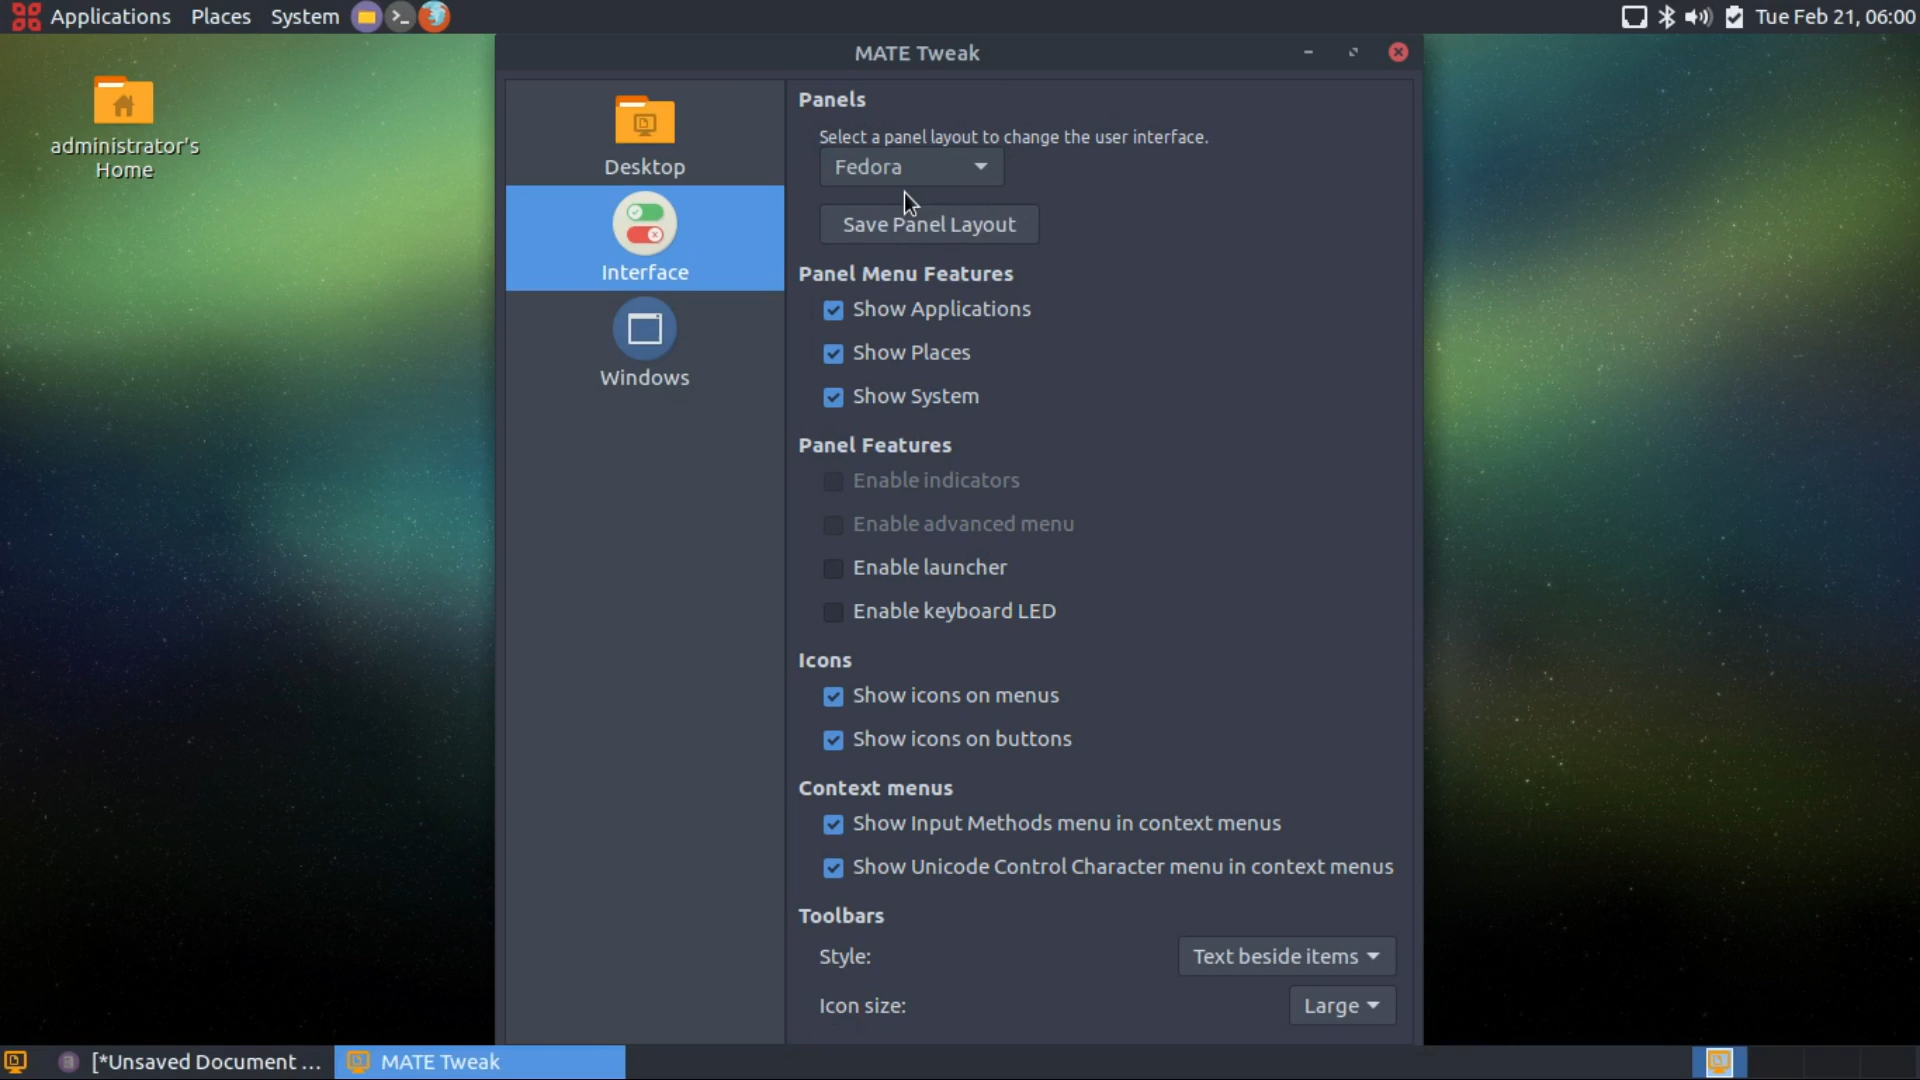 Applications Places System
Tue Feb 21, 06:00
administrator's
Home
MATE Tweak
Desktop
Interface
Windows
Panels
Select a panel layout to change the user interface.
Fedora
Save Panel Layout
Panel Menu Features
Show Applications
Show Places
Show System
Panel Features
Enable indicators
Enable advanced menu
Enable launcher
Enable keyboard LED
Icons
Show icons on menus
Show icons on buttons
Context menus
Show Input Methods menu in context menus
Show Unicode Control Character menu in context menus
Toolbars
Style: Text beside items
Icon size: Large
[*Unsaved Document ... MATE Tweak